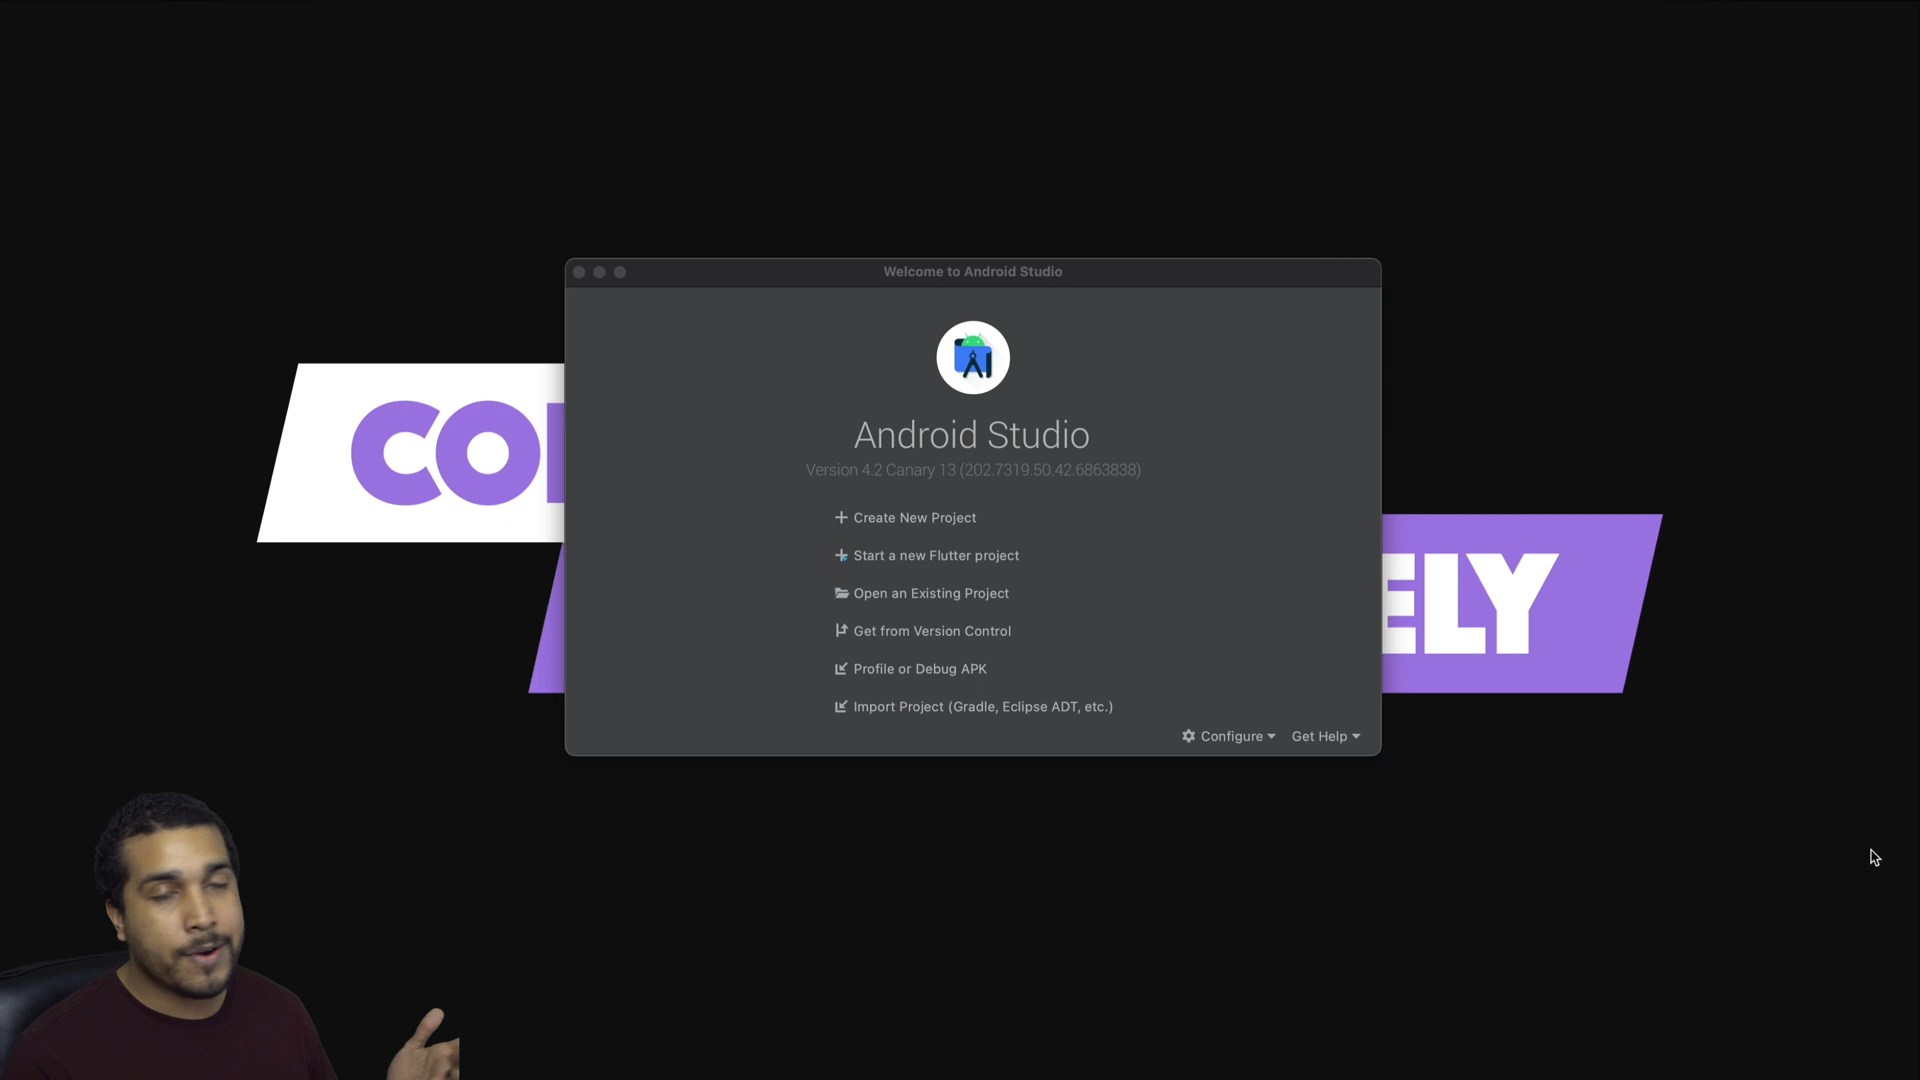 Welcome to Android Studio
Android Studio
Version 4.2 Canary 13 (202.7319.50.42.6863838)
Create New Project
Start a new Flutter project
Open an Existing Project
Get from Version Control
Profile or Debug APK
Import Project (Gradle, Eclipse ADT, etc.)
Configure
Get Help
CO
ELY